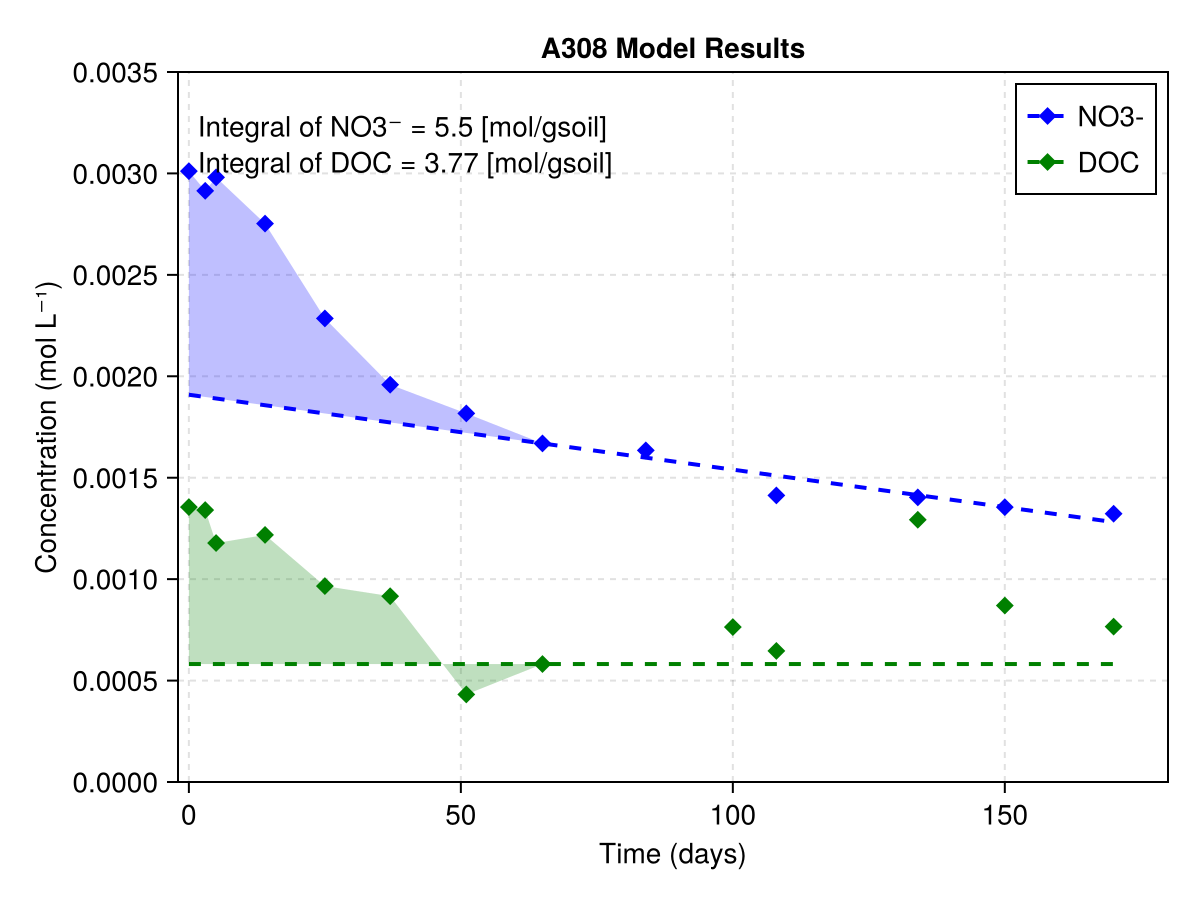 A308 Model Results
0.0035
0.0030
0.0025
0.0020
0.0015
0.0010
0.0005
0.0000
Concentration (mol L⁻¹)
Integral of NO3⁻ = 5.5 [mol/gsoil]
Integral of DOC = 3.77 [mol/gsoil]
NO3-
DOC
0 50 100 150
Time (days)